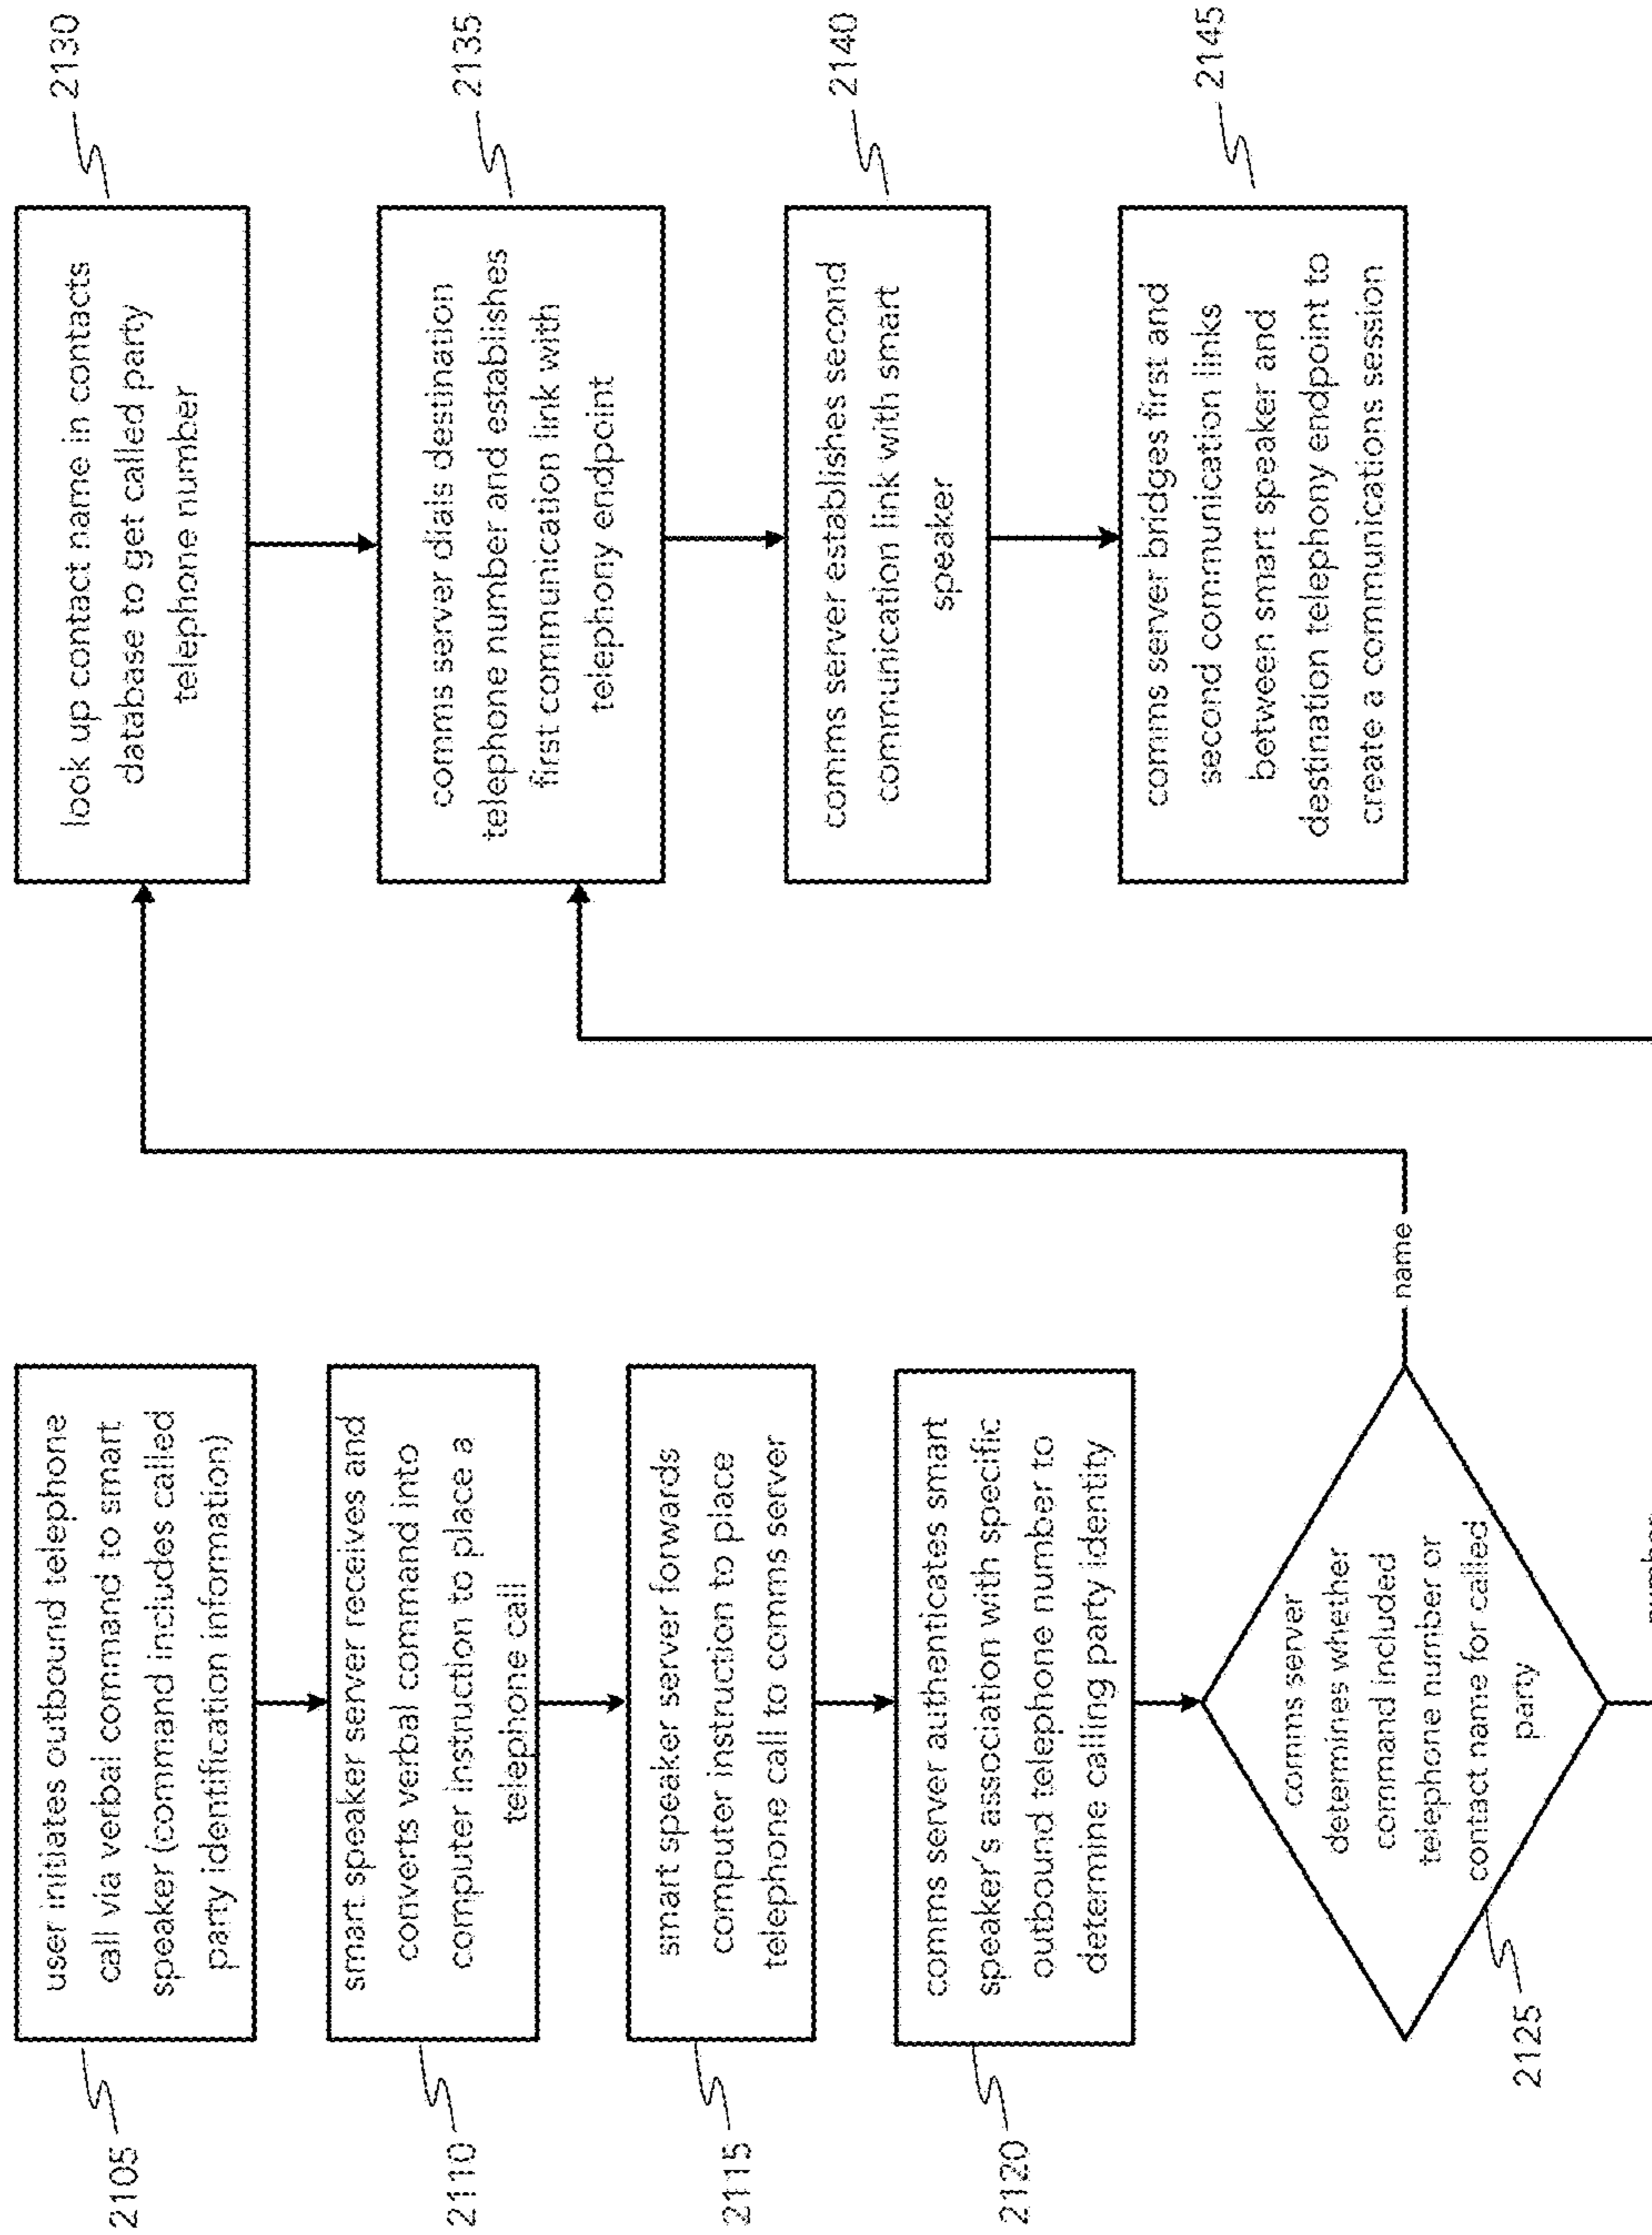 2105
user initiates outbound telephone
call via verbal command to smart
speaker (command includes called
party identification information)
2110
smart speaker server receives and
converts verbal command into
computer instruction to place a
telephone call
2115
smart speaker server forwards
computer instruction to place
telephone call to comms server
2120
comms server authenticates smart
speaker's association with specific
outbound telephone number to
determine calling party identity
2125
comms server
determines whether
command included
telephone number or
contact name for called
party
name
2130
look up contact name in contacts
database to get called party
telephone number
2135
comms server dials destination
telephone number and establishes
first communication link with
telephony endpoint
2140
comms server establishes second
communication link with smart
speaker
2145
comms server bridges first and
second communication links
between smart speaker and
destination telephony endpoint to
create a communications session